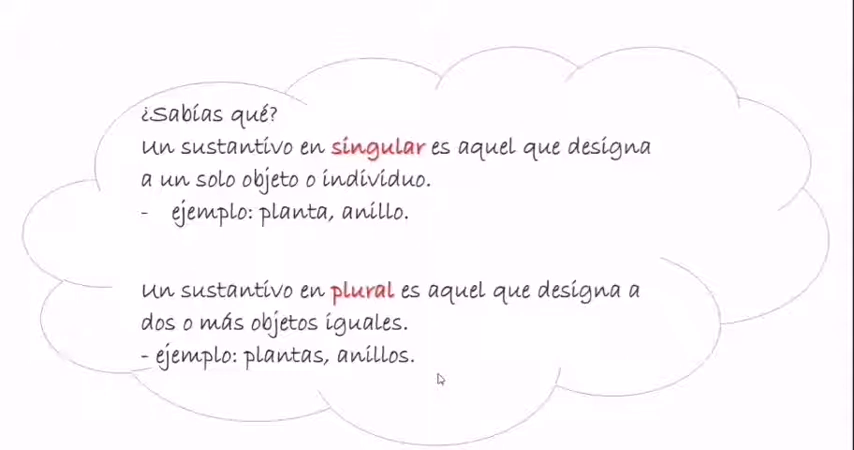 ¿Sabías qué?
Un sustantivo en singular es aquel que designa
a un solo objeto o individuo.
- ejemplo: planta, anillo.
Un sustantivo en plural es aquel que designa a
dos o más objetos iguales.
- ejemplo: plantas, anillos.